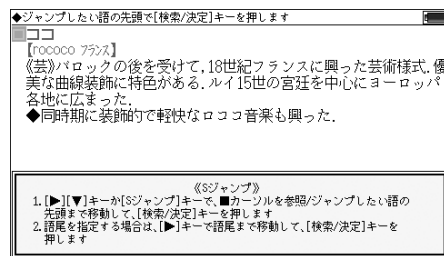 ◆ジャンプしたい語の先頭で[検索/決定]キーを押します
■ココ
【rococo フランス】
《芸》バロックの後を受けて,18世紀フランスに興った芸術様式.優
美な曲線装飾に特色がある.ルイ15世の宮廷を中心にヨーロッパ
各地に広まった.
◆同時期に装飾的で軽快なロココ音楽も興った.
《Sジャンプ》
1.[▶][▼]キーか[Sジャンプ]キーで,■カーソルを参照/ジャンプしたい語の
先頭まで移動して,[検索/決定]キーを押します
2.語尾を指定する場合は,[▶]キーで語尾まで移動して,[検索/決定]キーを
押します